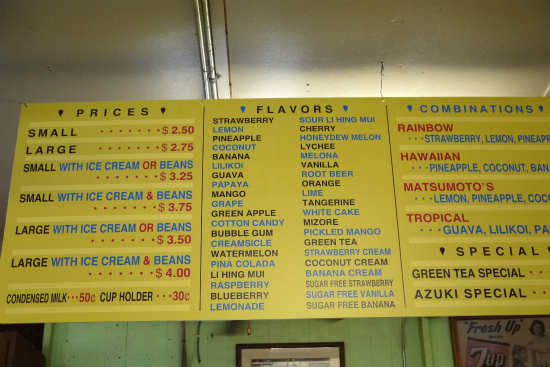 PRICES
SMALL ······· $ 2.50
LARGE ······· $ 2.75
SMALL WITH ICE CREAM OR BEANS
······· $ 3.25
SMALL WITH ICE CREAM & BEANS
······· $ 3.75
LARGE WITH ICE CREAM OR BEANS
······· $ 3.50
LARGE WITH ICE CREAM & BEANS
······· $ 4.00
CONDENSED MILK···50¢ CUP HOLDER ···30¢
FLAVORS
STRAWBERRY
LEMON
PINEAPPLE
COCONUT
BANANA
LILIKOI
GUAVA
PAPAYA
MANGO
GRAPE
GREEN APPLE
COTTON CANDY
BUBBLE GUM
CREAMSICLE
WATERMELON
PINA COLADA
LI HING MUI
RASPBERRY
BLUEBERRY
LEMONADE
SOUR LI HING MUI
CHERRY
HONEYDEW MELON
LYCHEE
MELONA
VANILLA
ROOT BEER
ORANGE
LIME
TANGERINE
WHITE CAKE
MIZORE
PICKLED MANGO
GREEN TEA
STRAWBERRY CREAM
COCONUT CREAM
BANANA CREAM
SUGAR FREE STRAWBERRY
SUGAR FREE VANILLA
SUGAR FREE BANANA
COMBINATIONS
RAINBOW
···STRAWBERRY, LEMON, PINEAP
HAWAIIAN
···PINEAPPLE, COCONUT, BAN
MATSUMOTO'S
···LEMON, PINEAPPLE, COCO
TROPICAL
····GUAVA, LILIKOI, PA
SPECIAL
GREEN TEA SPECIAL ····
AZUKI SPECIAL ····
"Fresh Up"
WITH
7up